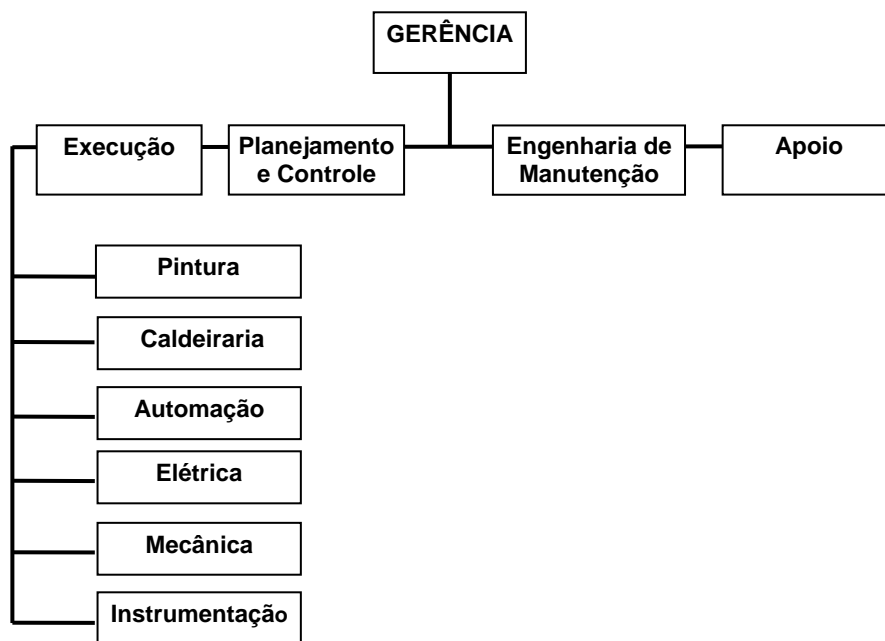 GERÊNCIA
Execução
Planejamento
e Controle
Engenharia de
Manutenção
Apoio
Pintura
Caldeiraria
Automação
Elétrica
Mecânica
Instrumentação